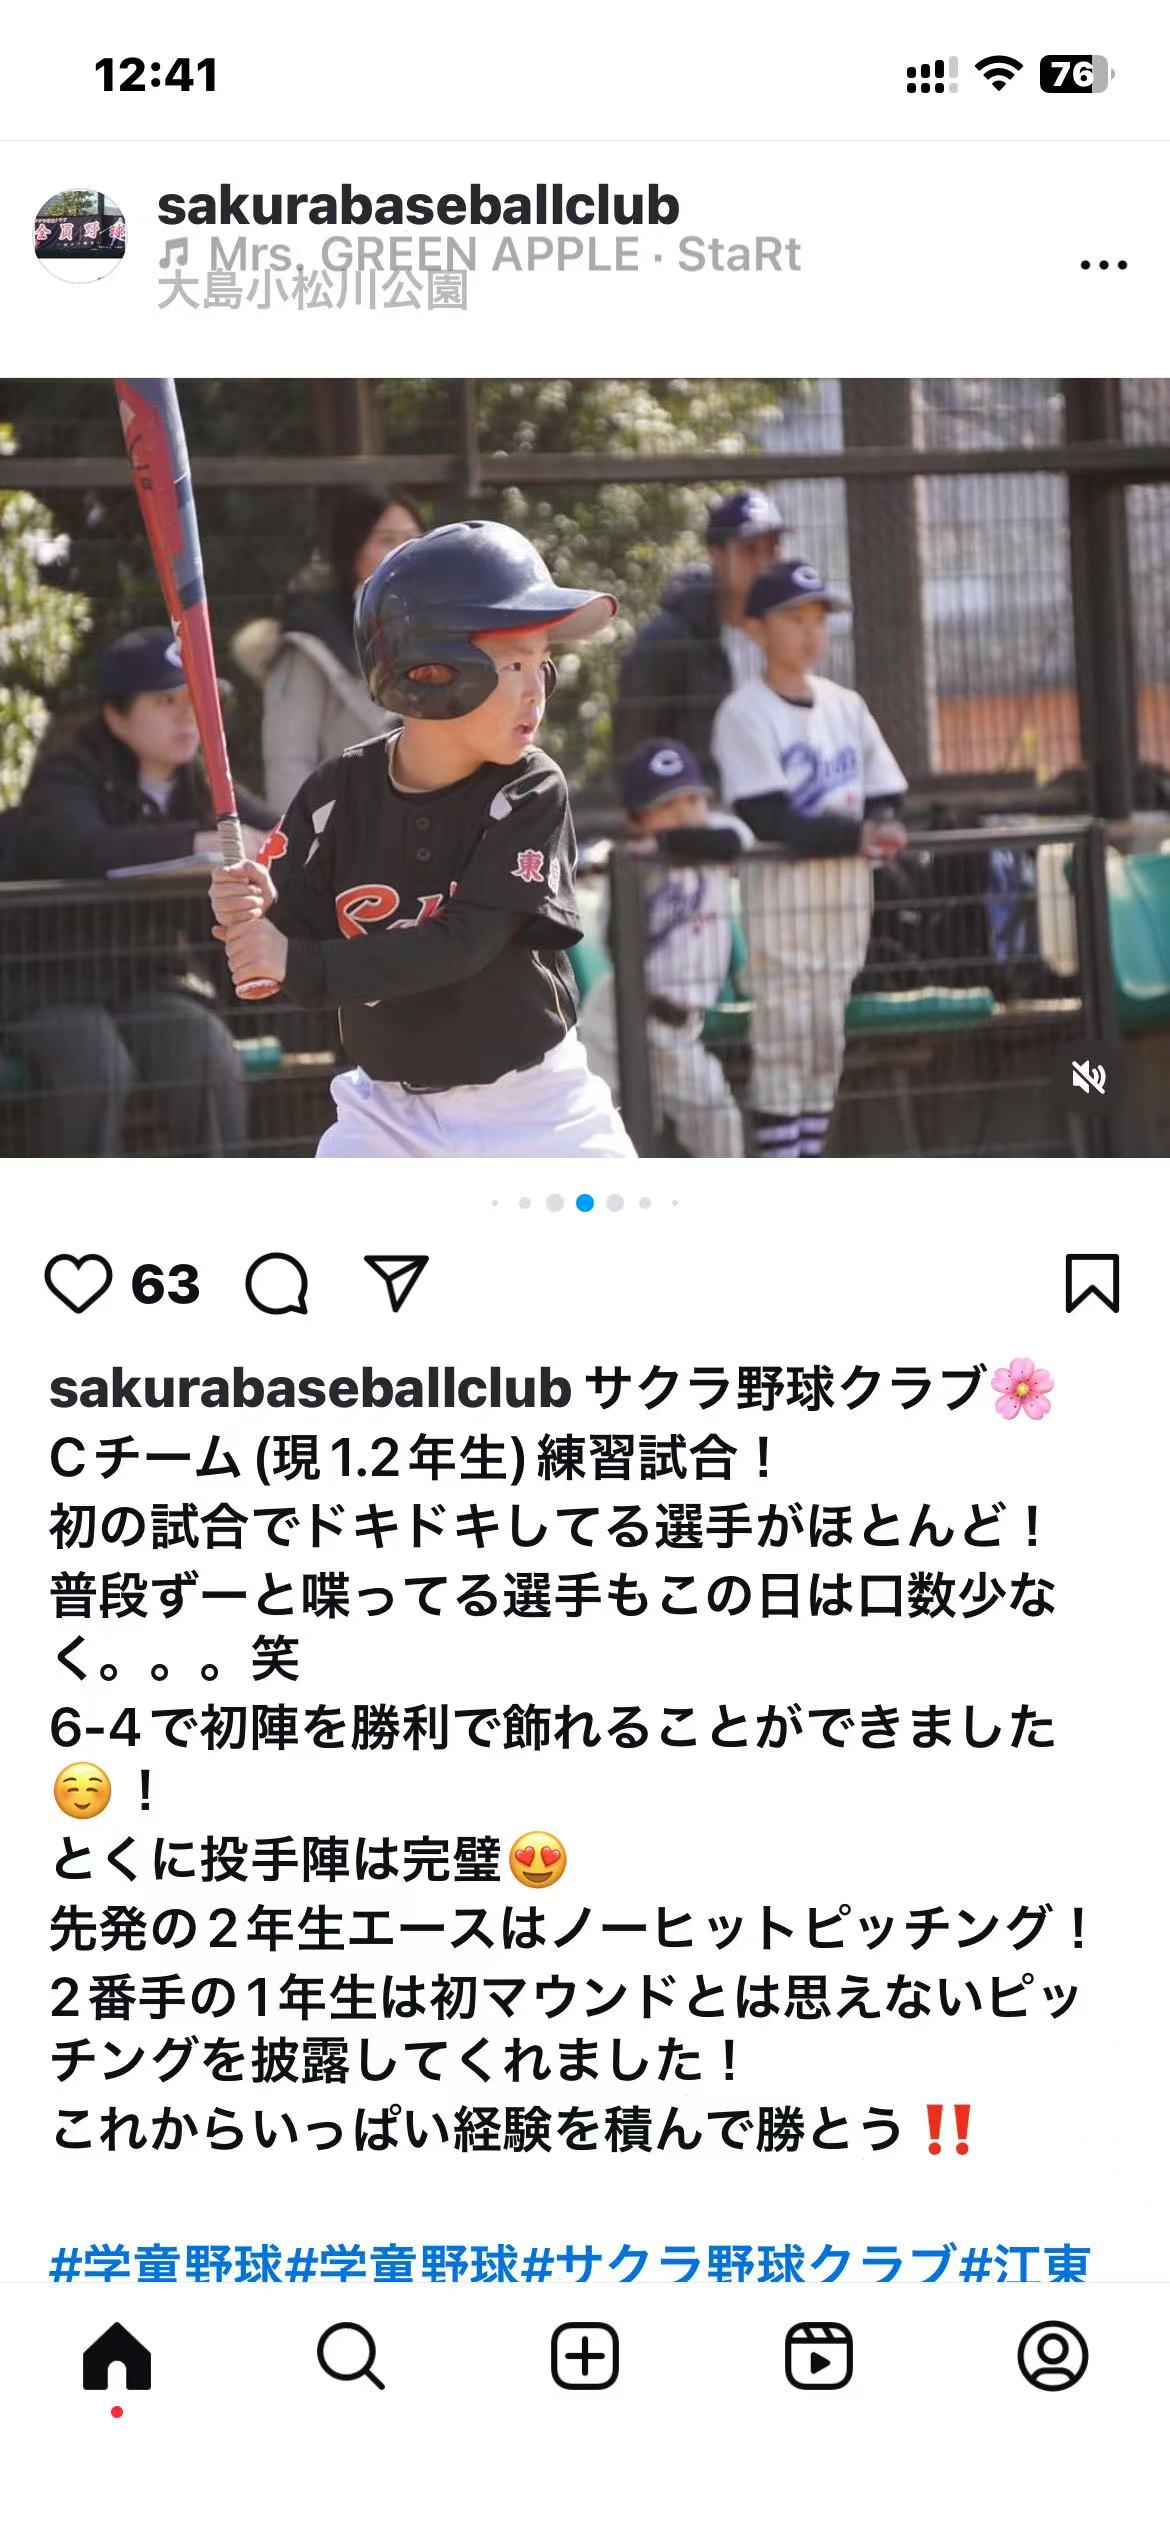 12:41
76
sakurabaseballclub
Mrs. GREEN APPLE · StaRt
大島小松川公園
全員野球
東
C
C
C
63
sakurabaseballclub サクラ野球クラブ🌸
Cチーム(現1.2年生)練習試合！
初の試合でドキドキしてる選手がほとんど！
普段ずーと喋ってる選手もこの日は口数少な
く。。。笑
6-4で初陣を勝利で飾れることができました
☺️！
とくに投手陣は完璧😍
先発の2年生エースはノーヒットピッチング！
2番手の1年生は初マウンドとは思えないピッ
チングを披露してくれました！
これからいっぱい経験を積んで勝とう‼️
#学童野球#学童野球#サクラ野球クラブ#江東